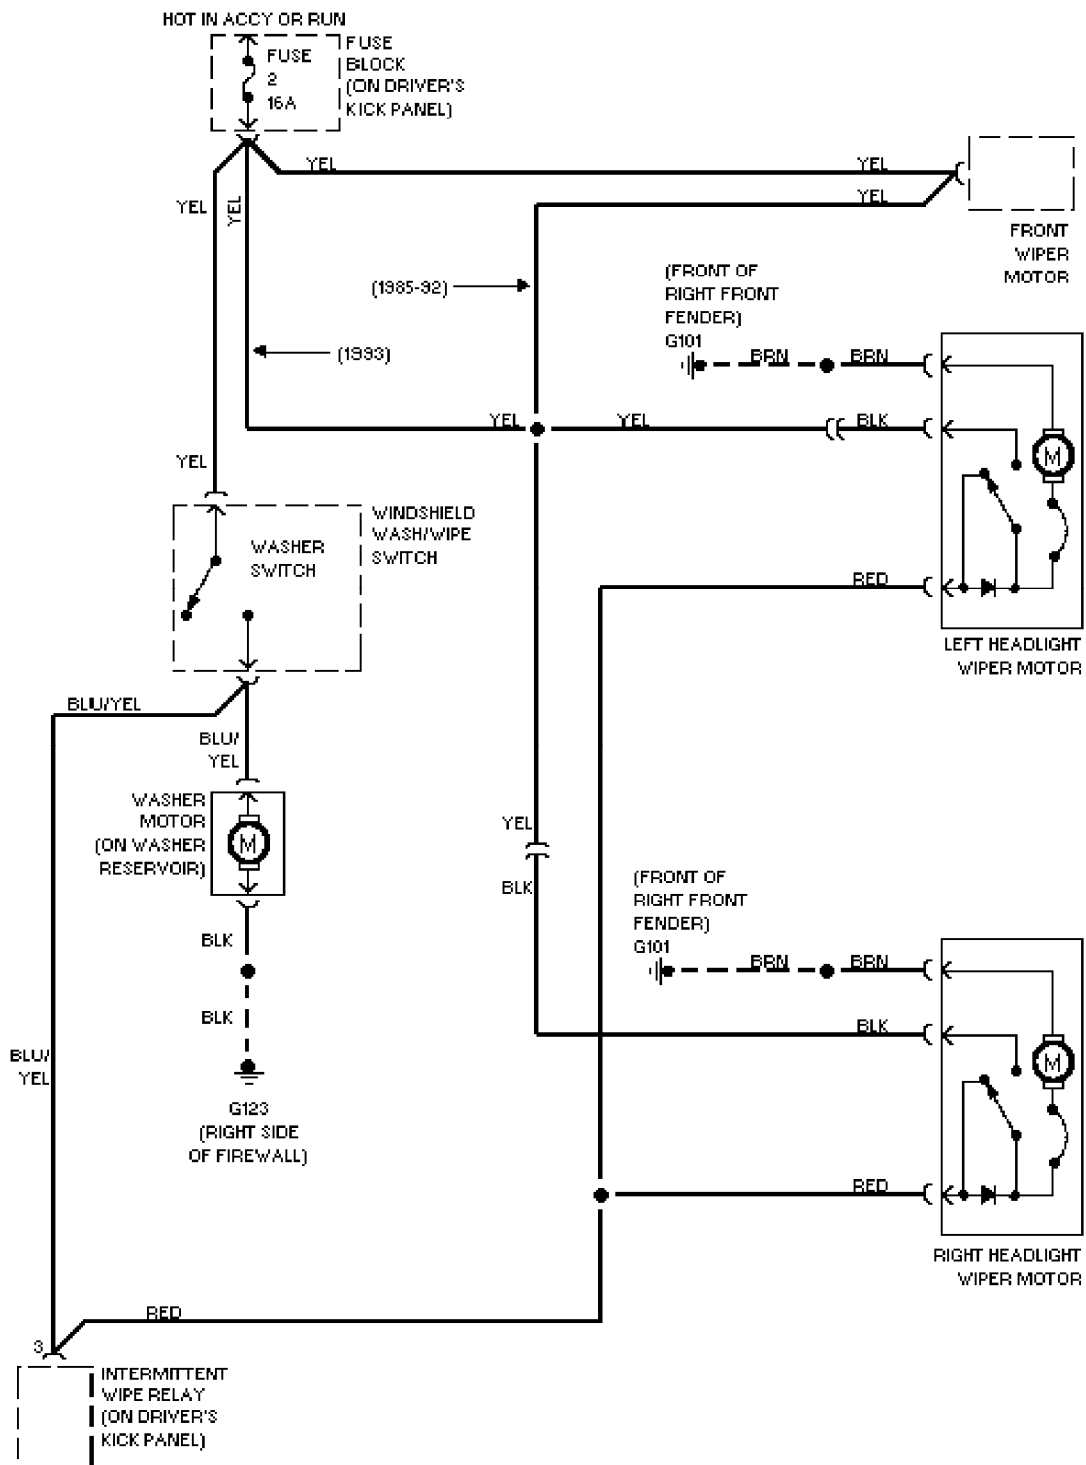 HOT IN ACCY OR RUN
FUSE
2
16A
FUSE
BLOCK
(ON DRIVER'S
KICK PANEL)
YEL
YEL
YEL
YEL
YEL
FRONT
WIPER
MOTOR
(1985-92)
(1993)
(FRONT OF
RIGHT FRONT
FENDER)
G101
BRN
BRN
YEL
YEL
BLK
M
YEL
WINDSHIELD
WASH/WIPE
SWITCH
WASHER
SWITCH
RED
LEFT HEADLIGHT
WIPER MOTOR
BLU/YEL
BLU/
YEL
WASHER
MOTOR
(ON WASHER
RESERVOIR)
M
YEL
BLK
(FRONT OF
RIGHT FRONT
FENDER)
G101
BRN
BRN
BLK
BLK
BLK
M
BLU/
YEL
G123
(RIGHT SIDE
OF FIREWALL)
RED
RIGHT HEADLIGHT
WIPER MOTOR
RED
3
INTERMITTENT
WIPE RELAY
(ON DRIVER'S
KICK PANEL)